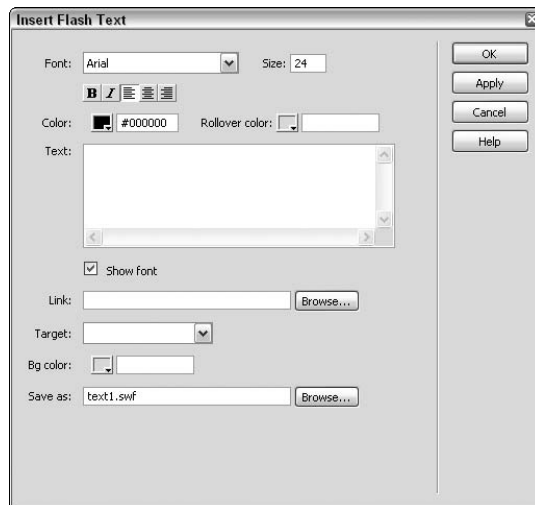 Insert Flash Text
Font: Arial Size: 24
B I
Color: #000000 Rollover color:
Text:
Show font
Link: Browse...
Target:
Bg color:
Save as: text1.swf Browse...
OK
Apply
Cancel
Help